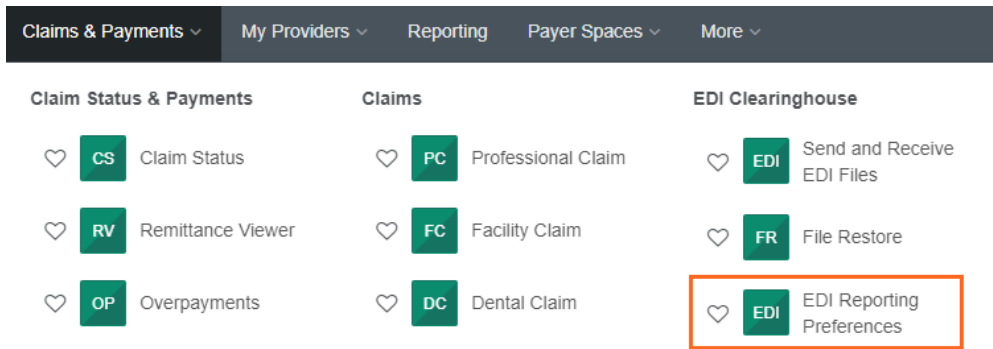 Claims & Payments My Providers Reporting Payer Spaces More
Claim Status & Payments
CS Claim Status
RV Remittance Viewer
OP Overpayments
Claims
PC Professional Claim
FC Facility Claim
DC Dental Claim
EDI Clearinghouse
EDI Send and Receive
EDI Files
FR File Restore
EDI EDI Reporting
Preferences